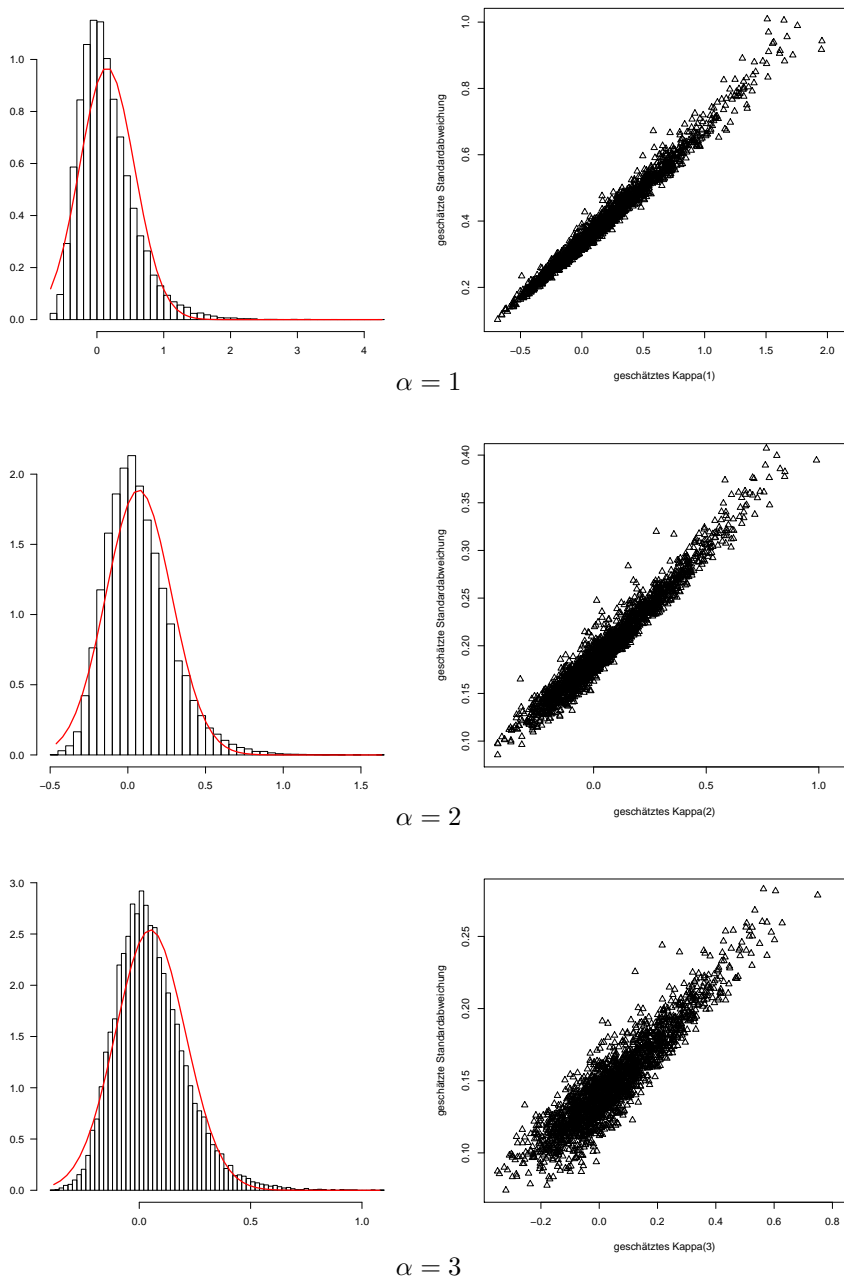 0.0 0.2 0.4 0.6 0.8 1.0
0 1 2 3 4
0.2 0.4 0.6 0.8 1.0
geschätzte Standardabweichung
−0.5 0.0 0.5 1.0 1.5 2.0
geschätztes Kappa(1)
α = 1
0.0 0.5 1.0 1.5 2.0
−0.5 0.0 0.5 1.0 1.5
0.10 0.15 0.20 0.25 0.30 0.35 0.40
geschätzte Standardabweichung
0.0 0.5 1.0
geschätztes Kappa(2)
α = 2
0.0 0.5 1.0 1.5 2.0 2.5 3.0
0.0 0.5 1.0
0.10 0.15 0.20 0.25
geschätzte Standardabweichung
−0.2 0.0 0.2 0.4 0.6 0.8
geschätztes Kappa(3)
α = 3